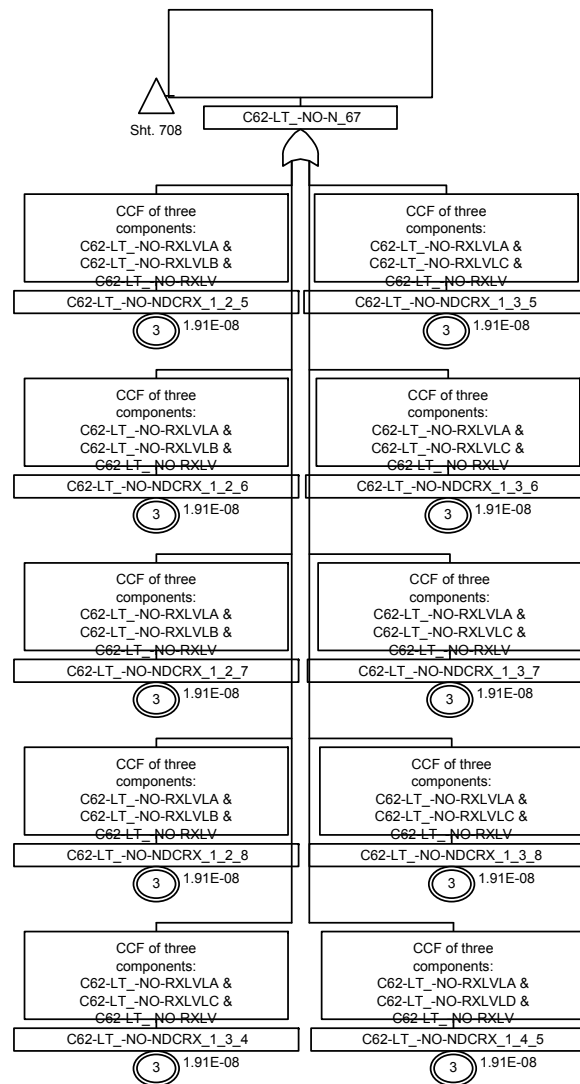 Sht. 708
C62-LT_-NO-N_67
CCF of three
components:
C62-LT_-NO-RXLVLA &
C62-LT_-NO-RXLVLB &
C62-LT_-NO-RXLV
C62-LT_-NO-NDCRX_1_2_5
3
1.91E-08
CCF of three
components:
C62-LT_-NO-RXLVLA &
C62-LT_-NO-RXLVLC &
C62-LT_-NO-RXLV
C62-LT_-NO-NDCRX_1_3_5
3
1.91E-08
CCF of three
components:
C62-LT_-NO-RXLVLA &
C62-LT_-NO-RXLVLB &
C62-LT_-NO-RXLV
C62-LT_-NO-NDCRX_1_2_6
3
1.91E-08
CCF of three
components:
C62-LT_-NO-RXLVLA &
C62-LT_-NO-RXLVLC &
C62-LT_-NO-RXLV
C62-LT_-NO-NDCRX_1_3_6
3
1.91E-08
CCF of three
components:
C62-LT_-NO-RXLVLA &
C62-LT_-NO-RXLVLB &
C62-LT_-NO-RXLV
C62-LT_-NO-NDCRX_1_2_7
3
1.91E-08
CCF of three
components:
C62-LT_-NO-RXLVLA &
C62-LT_-NO-RXLVLC &
C62-LT_-NO-RXLV
C62-LT_-NO-NDCRX_1_3_7
3
1.91E-08
CCF of three
components:
C62-LT_-NO-RXLVLA &
C62-LT_-NO-RXLVLB &
C62-LT_-NO-RXLV
C62-LT_-NO-NDCRX_1_2_8
3
1.91E-08
CCF of three
components:
C62-LT_-NO-RXLVLA &
C62-LT_-NO-RXLVLC &
C62-LT_-NO-RXLV
C62-LT_-NO-NDCRX_1_3_8
3
1.91E-08
CCF of three
components:
C62-LT_-NO-RXLVLA &
C62-LT_-NO-RXLVLC &
C62-LT_-NO-RXLV
C62-LT_-NO-NDCRX_1_3_4
3
1.91E-08
CCF of three
components:
C62-LT_-NO-RXLVLA &
C62-LT_-NO-RXLVLD &
C62-LT_-NO-RXLV
C62-LT_-NO-NDCRX_1_4_5
3
1.91E-08